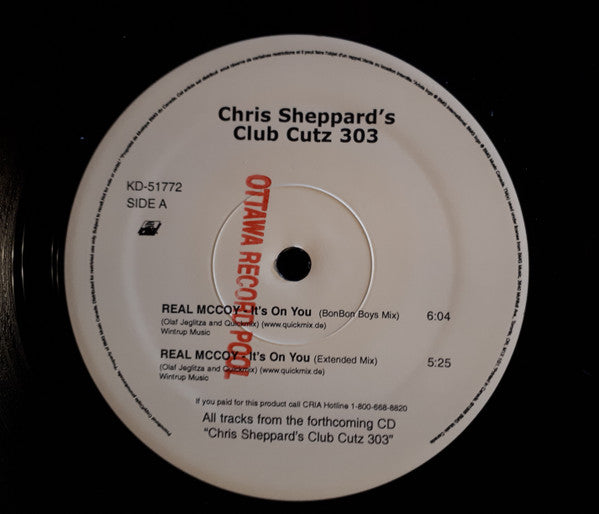 Chris Sheppard's
Club Cutz 303
KD-51772
SIDE A
OTTAWA RECORD POOL
REAL MCCOY It's On You (BonBon Boys Mix) 6:04
(Olaf Jeglitza and Quickmix) (www.quickmix.de)
Wintrup Music
REAL MCCOY It's On You (Extended Mix) 5:25
(Olaf Jeglitza and Quickmix) (www.quickmix.de)
Wintrup Music
If you paid for this product call CRIA Hotline 1-800-668-8820
All tracks from the forthcoming CD
"Chris Sheppard's Club Cutz 303"